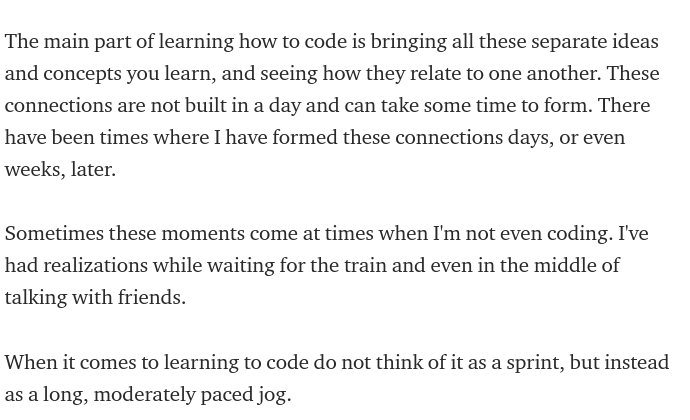 The main part of learning how to code is bringing all these separate ideas
and concepts you learn, and seeing how they relate to one another. These
connections are not built in a day and can take some time to form. There
have been times where I have formed these connections days, or even
weeks, later.
Sometimes these moments come at times when I'm not even coding. I've
had realizations while waiting for the train and even in the middle of
talking with friends.
When it comes to learning to code do not think of it as a sprint, but instead
as a long, moderately paced jog.